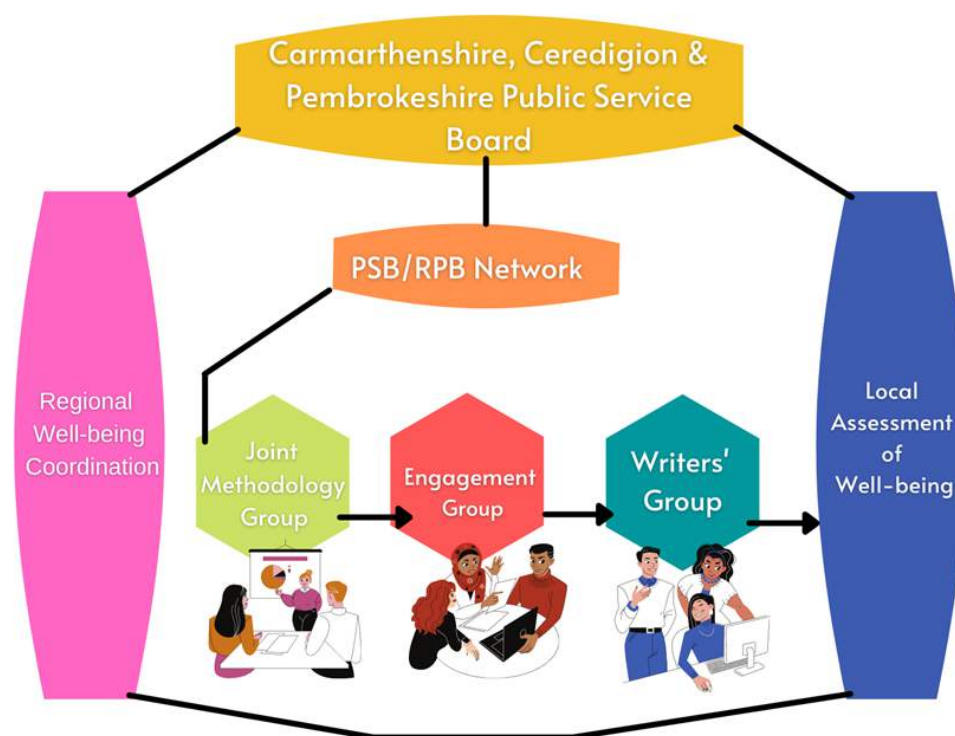 Carmarthenshire, Ceredigion &
Pembrokeshire Public Service
Board
PSB/RPB Network
Regional
Well-being
Coordination
Joint
Methodology
Group
Engagement
Group
Writers'
Group
Local
Assessment
of
Well-being